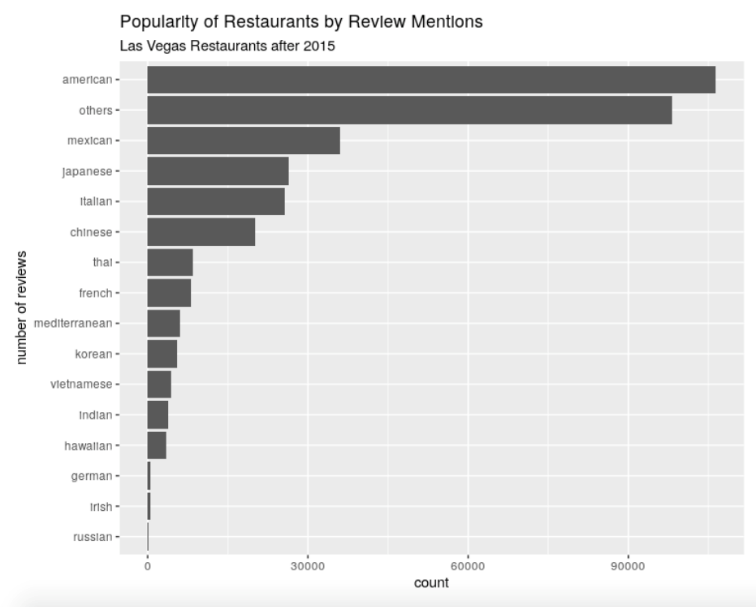 Popularity of Restaurants by Review Mentions
Las Vegas Restaurants after 2015
american
others
mexican
japanese
italian
chinese
thai
french
mediterranean
korean
vietnamese
indian
hawaiian
german
irish
russian
number of reviews
0 30000 60000 90000
count